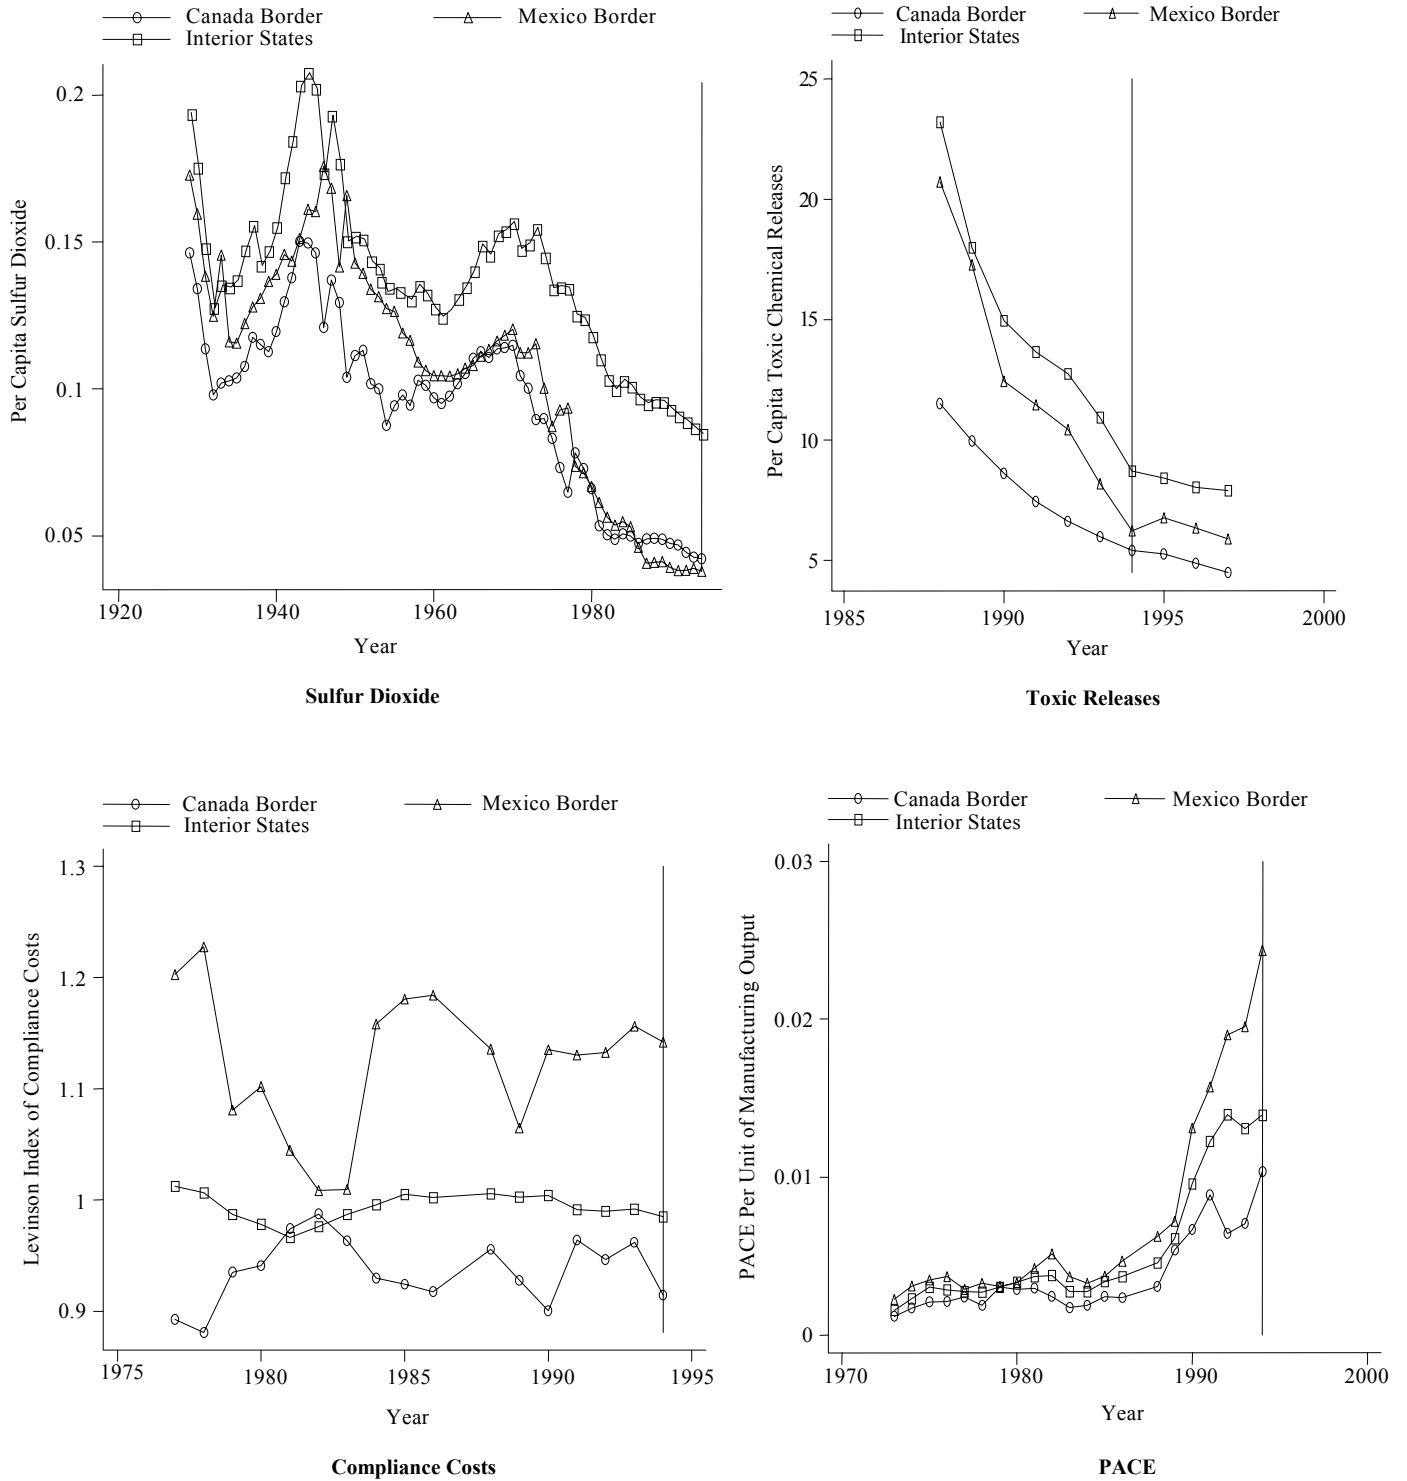 Canada Border
Mexico Border
Interior States
Per Capita Sulfur Dioxide
0.2
0.15
0.1
0.05
1920
1940
1960
1980
Year
Sulfur Dioxide
Canada Border
Mexico Border
Interior States
Per Capita Toxic Chemical Releases
25
20
15
10
5
1985
1990
1995
2000
Year
Toxic Releases
Canada Border
Mexico Border
Interior States
Levinson Index of Compliance Costs
1.3
1.2
1.1
1
0.9
1975
1980
1985
1990
1995
Year
Compliance Costs
Canada Border
Mexico Border
Interior States
PACE Per Unit of Manufacturing Output
0.03
0.02
0.01
0
1970
1980
1990
2000
Year
PACE